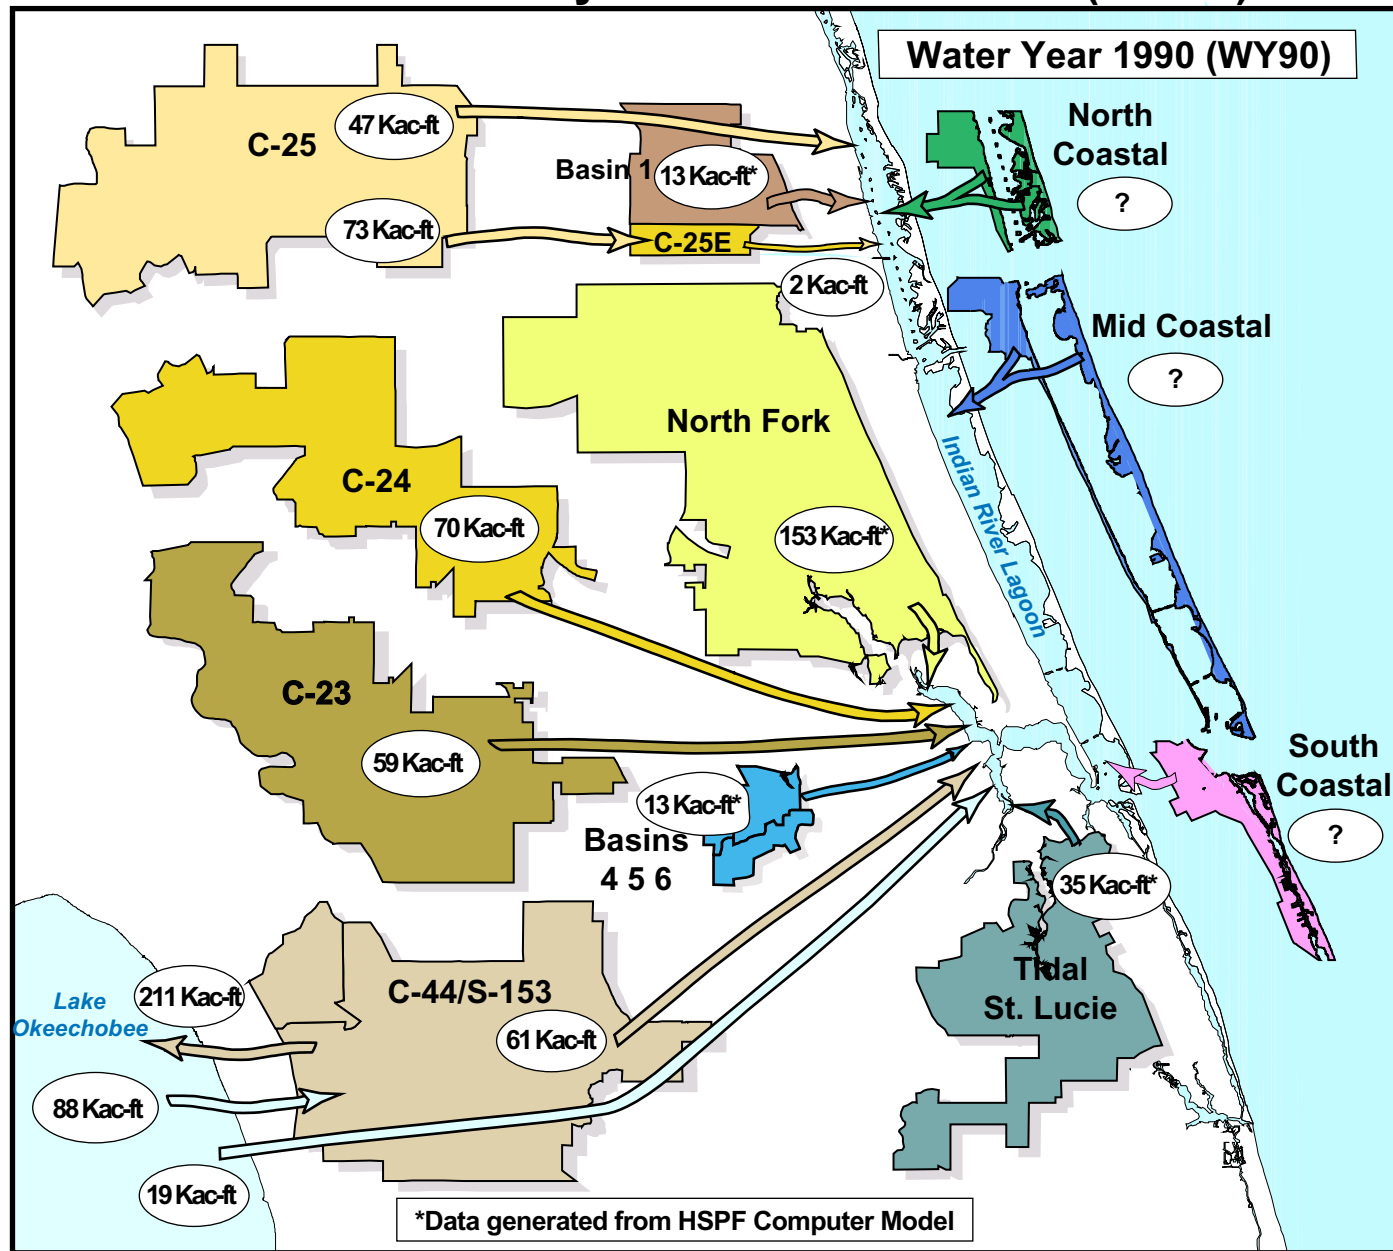 Water Year 1990 (WY90)
47 Kac-ft
C-25
North
Coastal
?
Basin 1
13 Kac-ft*
73 Kac-ft
C-25E
2 Kac-ft
Mid Coastal
?
North Fork
Indian River Lagoon
C-24
70 Kac-ft
153 Kac-ft*
C-23
59 Kac-ft
South
Coastal
?
13 Kac-ft*
Basins
4 5 6
35 Kac-ft*
Tidal
St. Lucie
C-44/S-153
211 Kac-ft
Lake
Okeechobee
61 Kac-ft
88 Kac-ft
19 Kac-ft
*Data generated from HSPF Computer Model